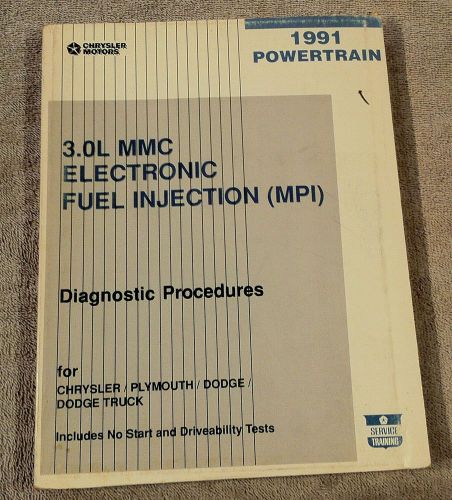 CHRYSLER
MOTORS
1991
POWERTRAIN
3.0L MMC
ELECTRONIC
FUEL INJECTION (MPI)
Diagnostic Procedures
for
CHRYSLER / PLYMOUTH / DODGE /
DODGE TRUCK
Includes No Start and Driveability Tests
SERVICE
TRAINING